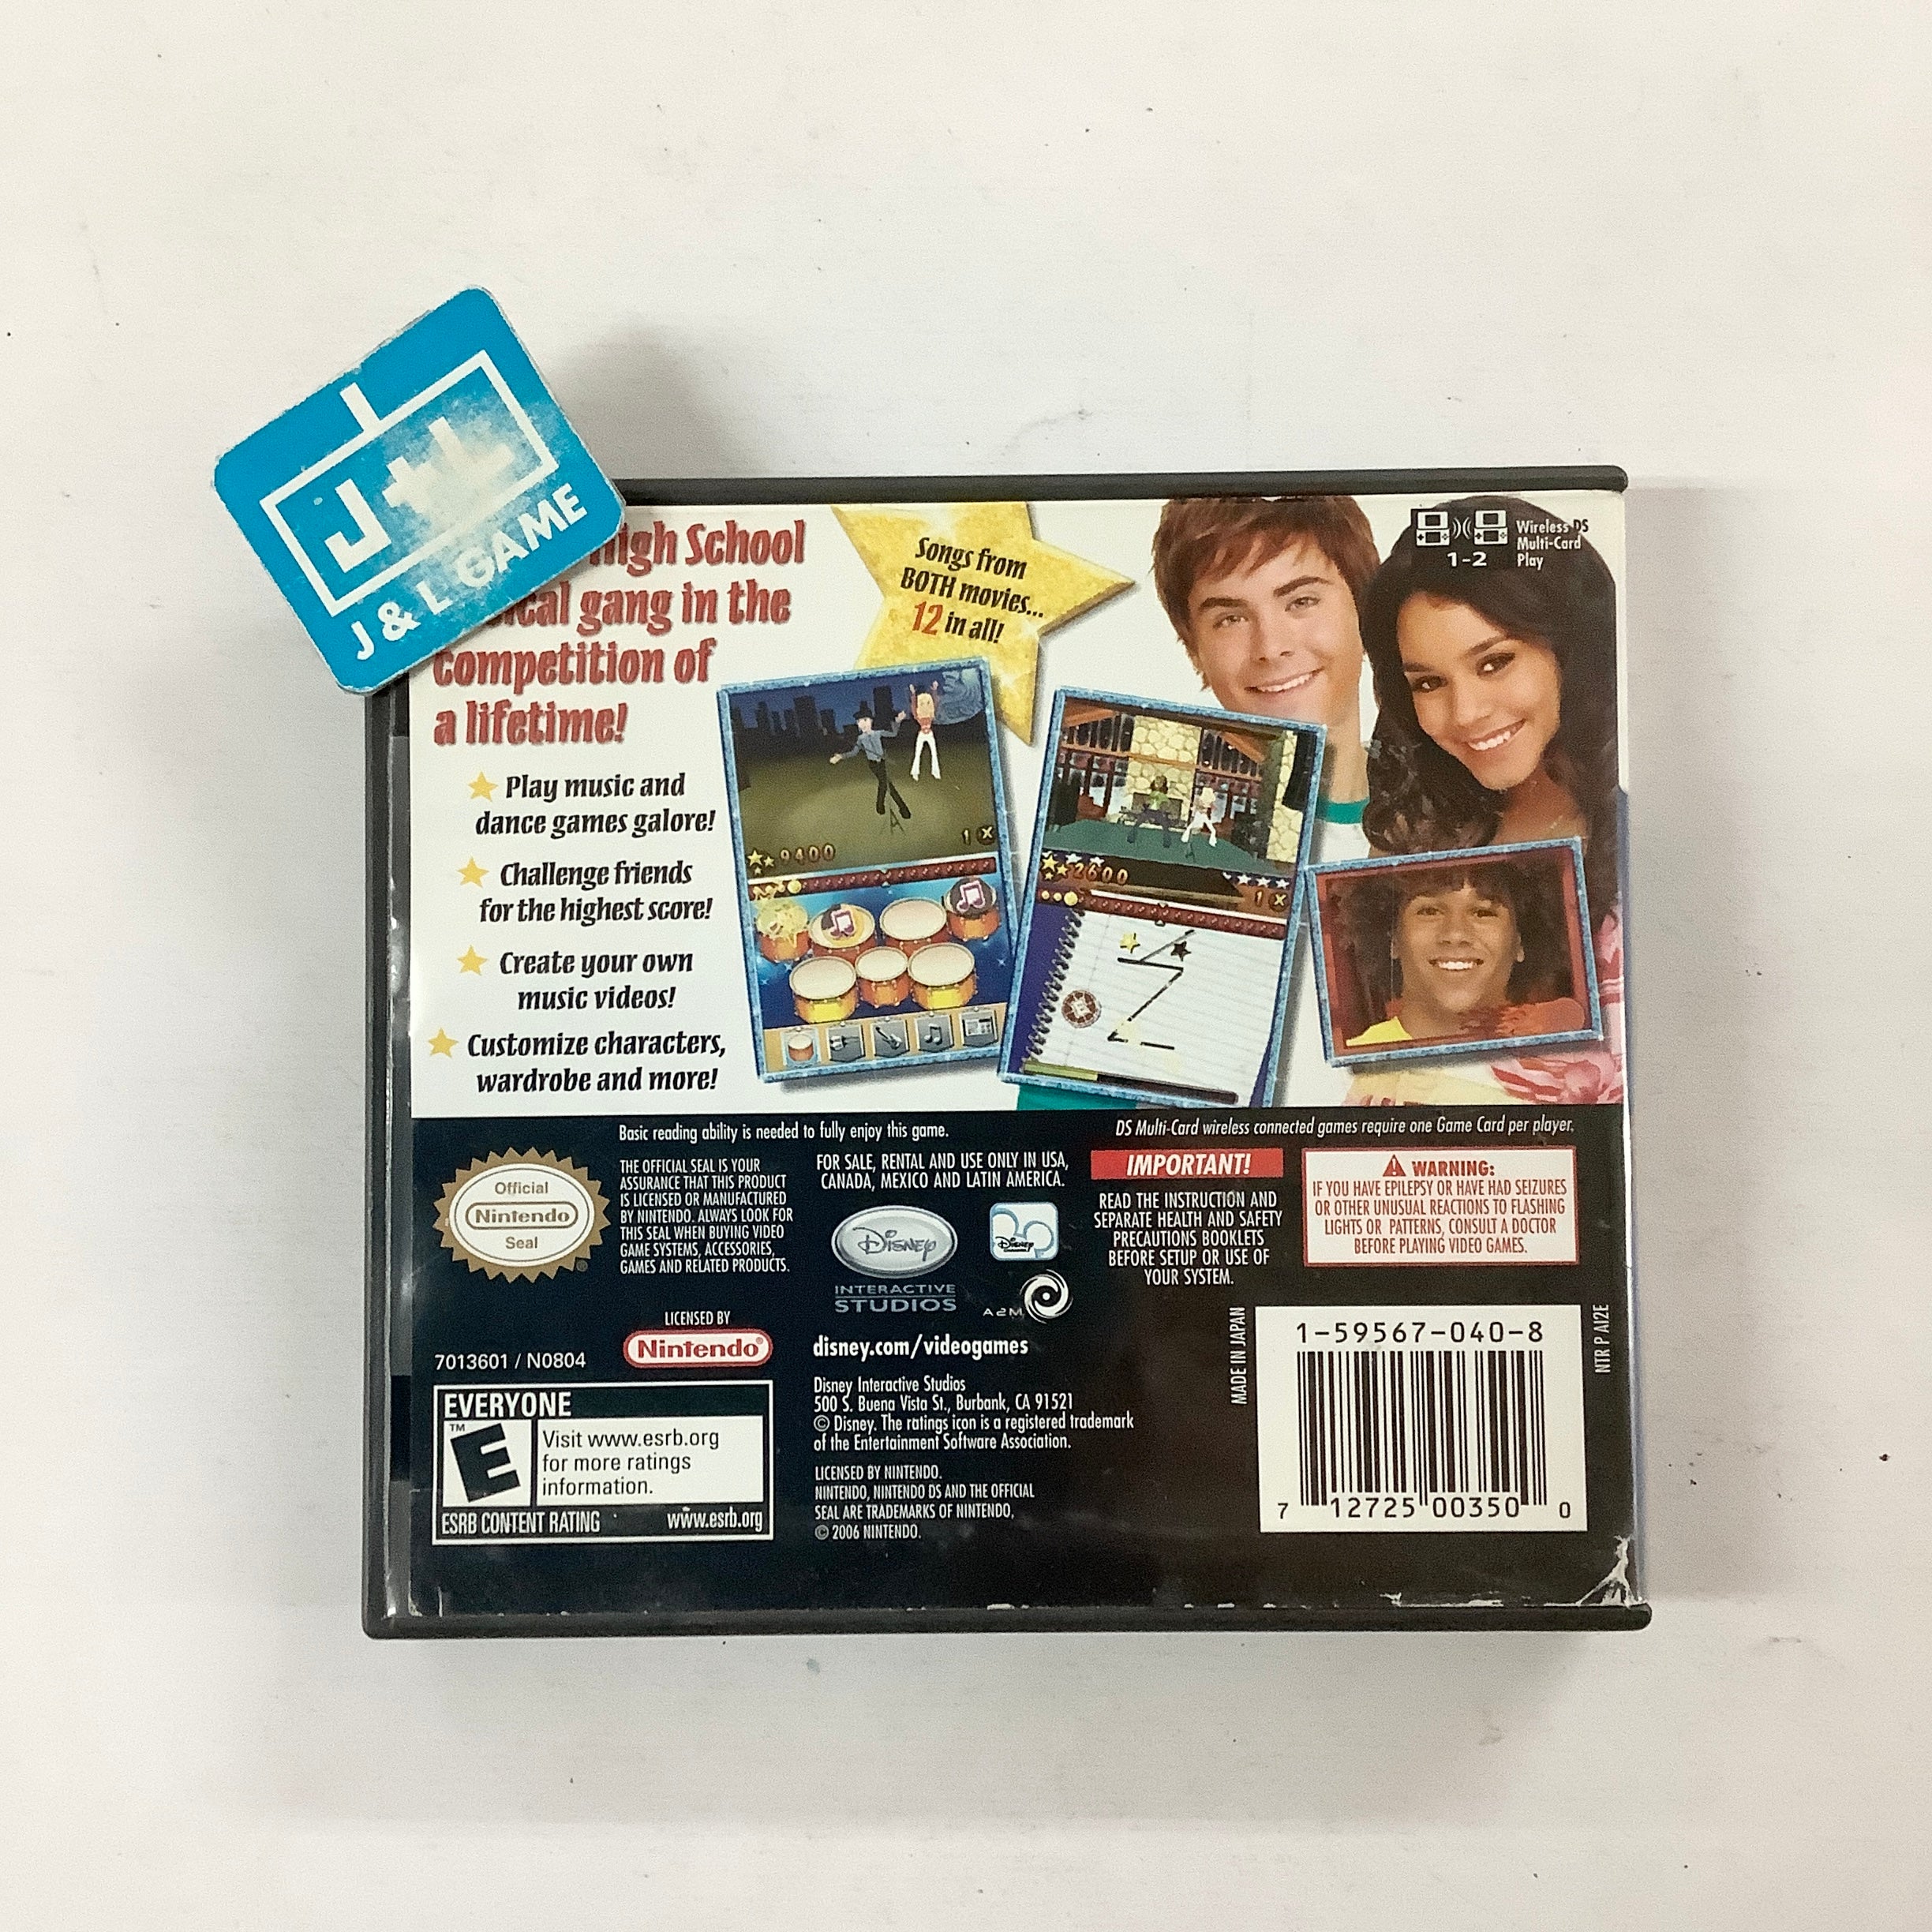 J+L
J & L GAME
High School
gang in the
competition of
a lifetime!
Play music and
dance games galore!
Challenge friends
for the highest score!
Create your own
music videos!
Customize characters,
wardrobe and more!
Songs from
BOTH movies...
12 in all!
Wireless DS
Multi-Card
Play
1-2
9400
1 x
2600
1 x
Basic reading ability is needed to fully enjoy this game.
DS Multi-Card wireless connected games require one Game Card per player.
Official
Nintendo
Seal
THE OFFICIAL SEAL IS YOUR
ASSURANCE THAT THIS PRODUCT
IS LICENSED OR MANUFACTURED
BY NINTENDO. ALWAYS LOOK FOR
THIS SEAL WHEN BUYING VIDEO
GAME SYSTEMS, ACCESSORIES,
GAMES AND RELATED PRODUCTS.
FOR SALE, RENTAL AND USE ONLY IN USA,
CANADA, MEXICO AND LATIN AMERICA.
Disney
INTERACTIVE
STUDIOS
Disney
CHANNEL
A2M
IMPORTANT!
READ THE INSTRUCTION AND
SEPARATE HEALTH AND SAFETY
PRECAUTIONS BOOKLETS
BEFORE SETUP OR USE OF
YOUR SYSTEM.
WARNING:
IF YOU HAVE EPILEPSY OR HAVE HAD SEIZURES
OR OTHER UNUSUAL REACTIONS TO FLASHING
LIGHTS OR PATTERNS, CONSULT A DOCTOR
BEFORE PLAYING VIDEO GAMES.
LICENSED BY
Nintendo
7013601 / N0804
EVERYONE
E
TM
Visit www.esrb.org
for more ratings
information.
ESRB CONTENT RATING www.esrb.org
disney.com/videogames
Disney Interactive Studios
500 S. Buena Vista St., Burbank, CA 91521
© Disney. The ratings icon is a registered trademark
of the Entertainment Software Association.
LICENSED BY NINTENDO.
NINTENDO, NINTENDO DS AND THE OFFICIAL
SEAL ARE TRADEMARKS OF NINTENDO.
© 2006 NINTENDO.
MADE IN JAPAN
1-59567-040-8
7 12725 00350 0
NTR P AI2E